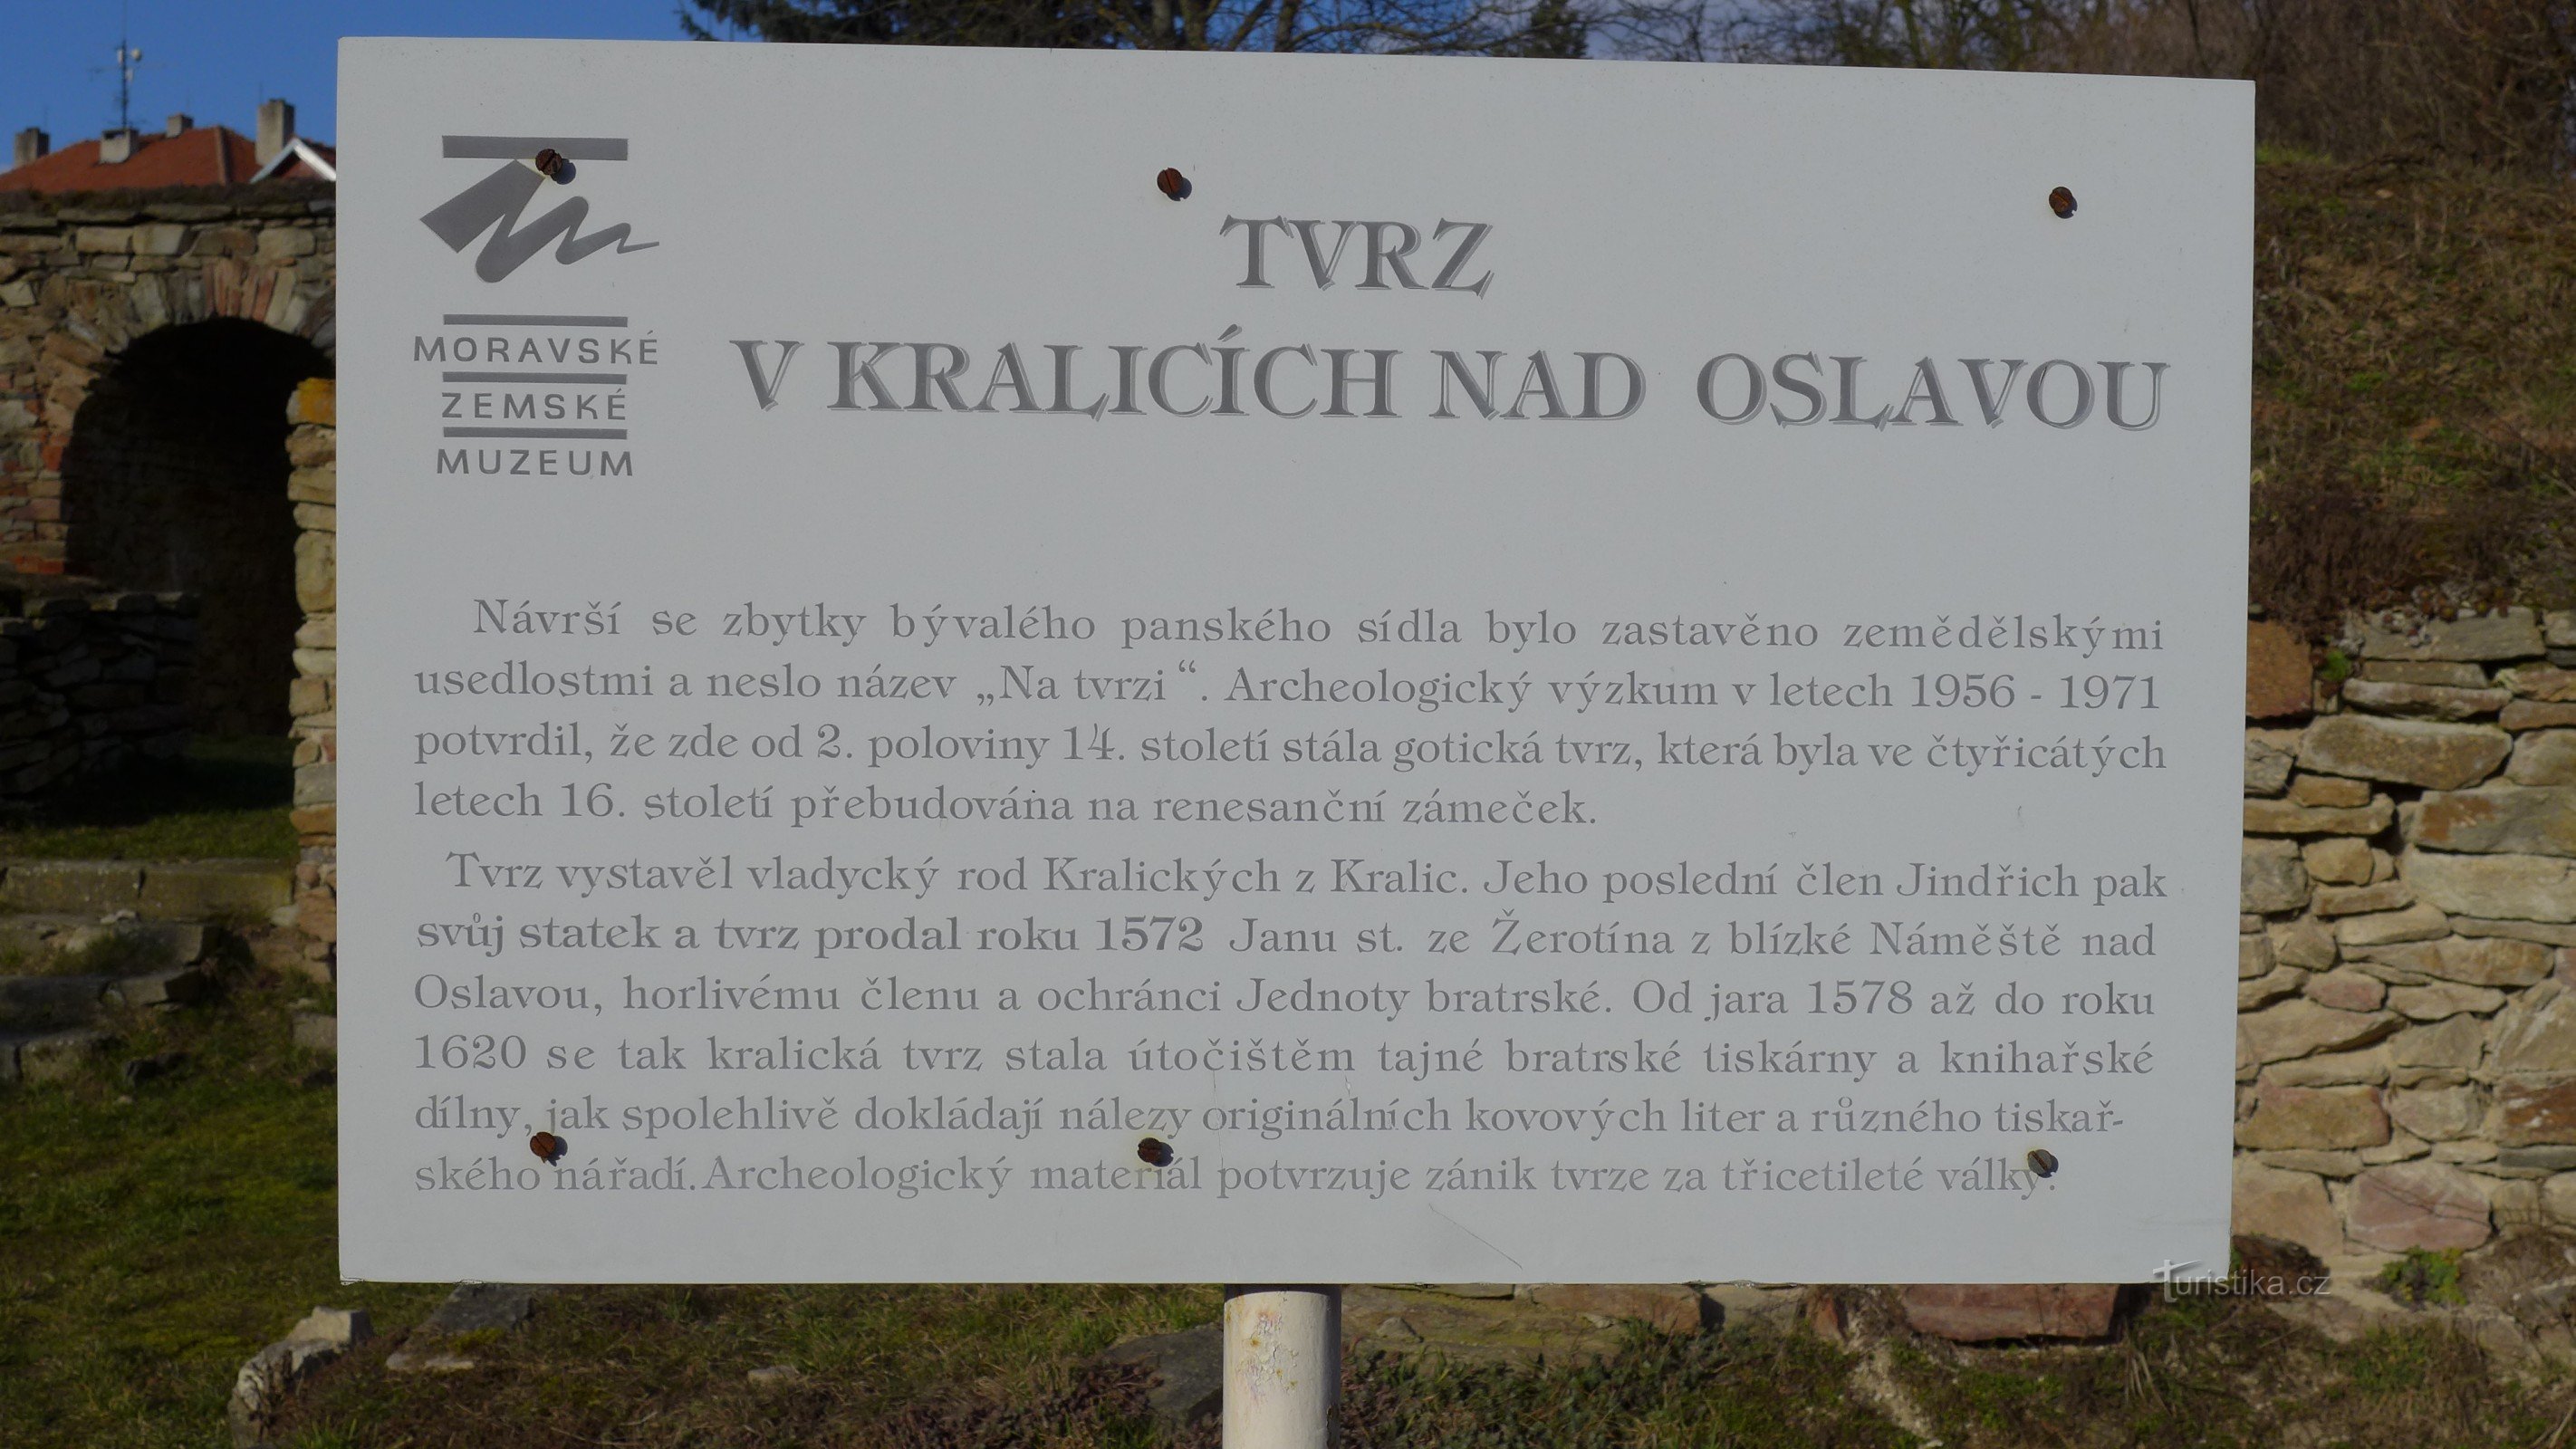 MORAVSKÉ
ZEMSKÉ
MUZEUM
TVRZ
V KRALICÍCH NAD OSLAVOU
Návrší se zbytky bývalého panského sídla bylo zastavěno zemědělskými
usedlostmi a neslo název „Na tvrzi“. Archeologický výzkum v letech 1956 - 1971
potvrdil, že zde od 2. poloviny 14. století stála gotická tvrz, která byla ve čtyřicátých
letech 16. století přebudována na renesanční zámeček.
Tvrz vystavěl vladycký rod Kralických z Kralic. Jeho poslední člen Jindřich pak
svůj statek a tvrz prodal roku 1572 Janu st. ze Žerotína z blízké Náměště nad
Oslavou, horlivému členu a ochránci Jednoty bratrské. Od jara 1578 až do roku
1620 se tak kralická tvrz stala útočištěm tajné bratrské tiskárny a knihařské
dílny, jak spolehlivě dokládají nálezy originálních kovových liter a různého tiskař-
ského nářadí. Archeologický materiál potvrzuje zánik tvrze za třicetileté války.
Turistika.cz